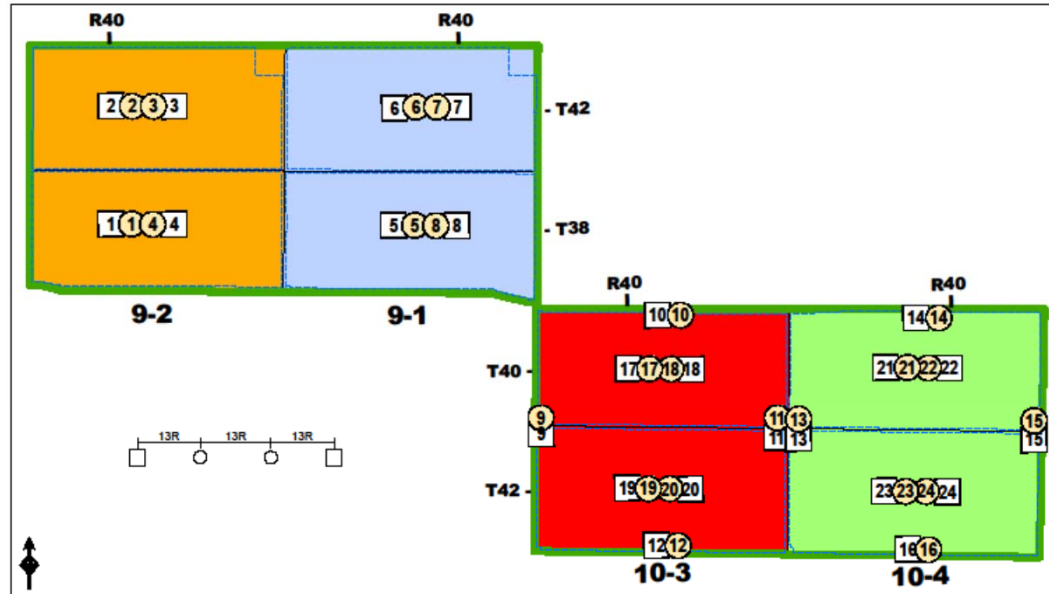 R40 R40
2 2 3 3 6 6 7 7 - T42
1 1 4 4 5 5 8 8 - T38
9-2 9-1
R40 R40
10 10 14 14
T40- 17 17 18 18 21 21 22 22
9 11 13 15
9 11 13 15
13R 13R 13R
T42- 19 19 20 20 23 23 24 24
12 12 16 16
10-3 10-4